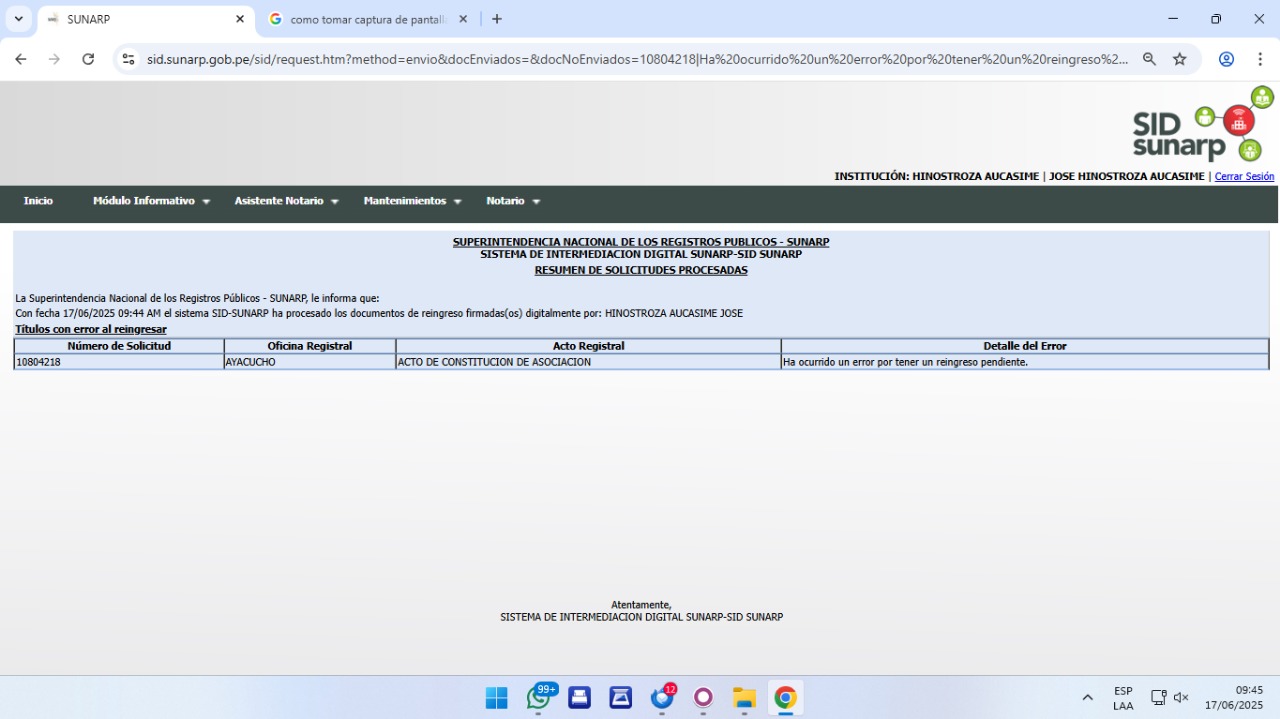 SUNARP
como tomar captura de pantall
sid.sunarp.gob.pe/sid/request.htm?method=envio&docEnviados=&docNoEnviados=10804218|Ha%20ocurrido%20un%20error%20por%20tener%20un%20reingreso%2...
SID
sunarp
INSTITUCIÓN: HINOSTROZA AUCASIME | JOSE HINOSTROZA AUCASIME | Cerrar Sesión
Inicio Módulo Informativo Asistente Notario Mantenimientos Notario
SUPERINTENDENCIA NACIONAL DE LOS REGISTROS PUBLICOS - SUNARP
SISTEMA DE INTERMEDIACION DIGITAL SUNARP-SID SUNARP
RESUMEN DE SOLICITUDES PROCESADAS
La Superintendencia Nacional de los Registros Públicos - SUNARP, le informa que:
Con fecha 17/06/2025 09:44 AM el sistema SID-SUNARP ha procesado los documentos de reingreso firmadas(os) digitalmente por: HINOSTROZA AUCASIME JOSE
Títulos con error al reingresar
Número de Solicitud Oficina Registral Acto Registral Detalle del Error
10804218 AYACUCHO ACTO DE CONSTITUCION DE ASOCIACION Ha ocurrido un error por tener un reingreso pendiente.
Atentamente,
SISTEMA DE INTERMEDIACION DIGITAL SUNARP-SID SUNARP
99+
12
ESP
LAA
09:45
17/06/2025